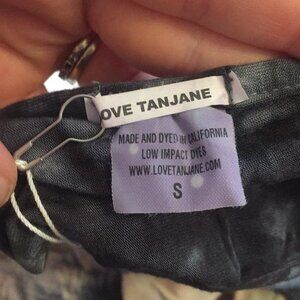 OVE TANJANE
MADE AND DYED IN CALIFORNIA
LOW IMPACT DYES
WWW.LOVETANJANE.COM
S